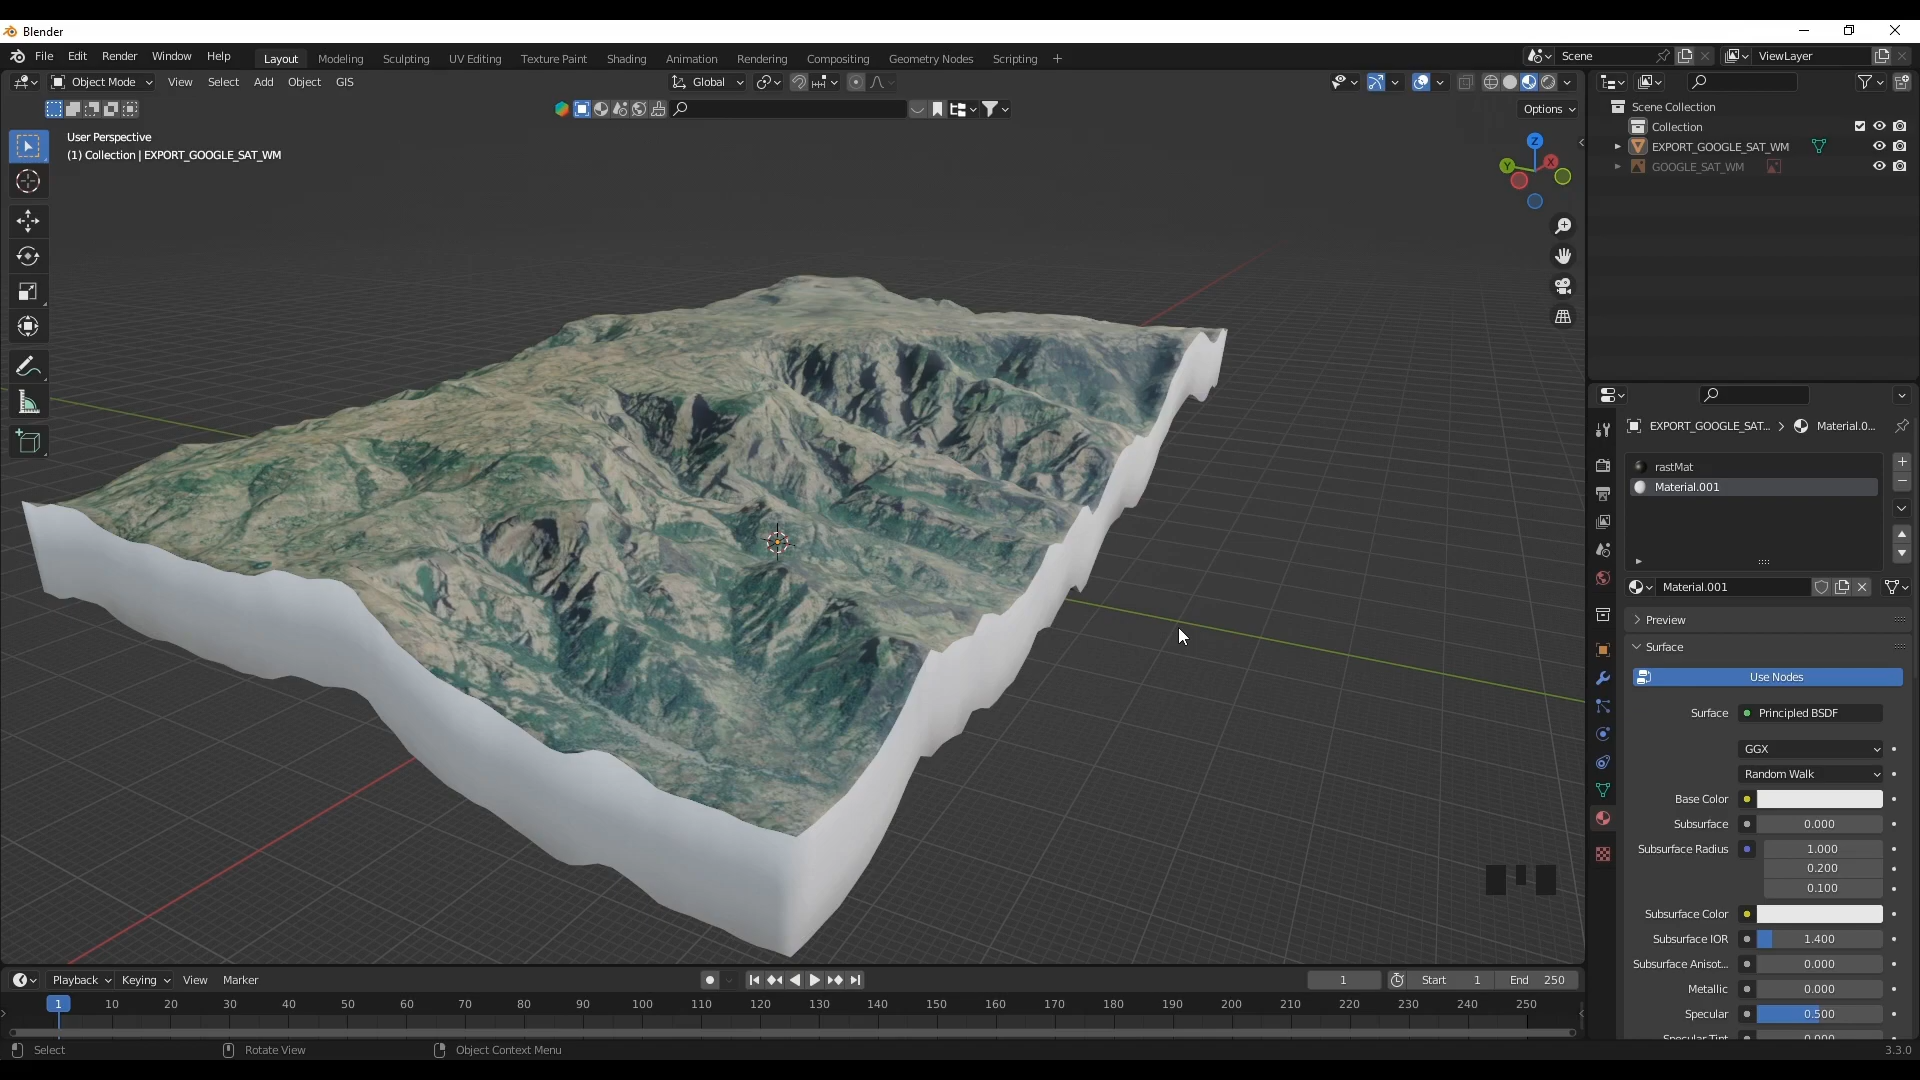 Blender
File Edit Render Window Help Layout Modeling Sculpting UV Editing Texture Paint Shading Animation Rendering Compositing Geometry Nodes Scripting + Scene ViewLayer
Object Mode View Select Add Object GIS Global
Options
User Perspective
(1) Collection | EXPORT_GOOGLE_SAT_WM
Z
Y
X
Scene Collection
Collection
EXPORT_GOOGLE_SAT_WM
GOOGLE_SAT_WM
EXPORT_GOOGLE_SAT... > Material.0...
rastMat
Material.001
Material.001
Preview
Surface
Use Nodes
Surface Principled BSDF
GGX
Random Walk
Base Color
Subsurface 0.000
Subsurface Radius 1.000
0.200
0.100
Subsurface Color
Subsurface IOR 1.400
Subsurface Anisot... 0.000
Metallic 0.000
Specular 0.500
Specular Tint 0.000
Playback Keying View Marker 1 Start 1 End 250
1 10 20 30 40 50 60 70 80 90 100 110 120 130 140 150 160 170 180 190 200 210 220 230 240 250
Select Rotate View Object Context Menu 3.3.0